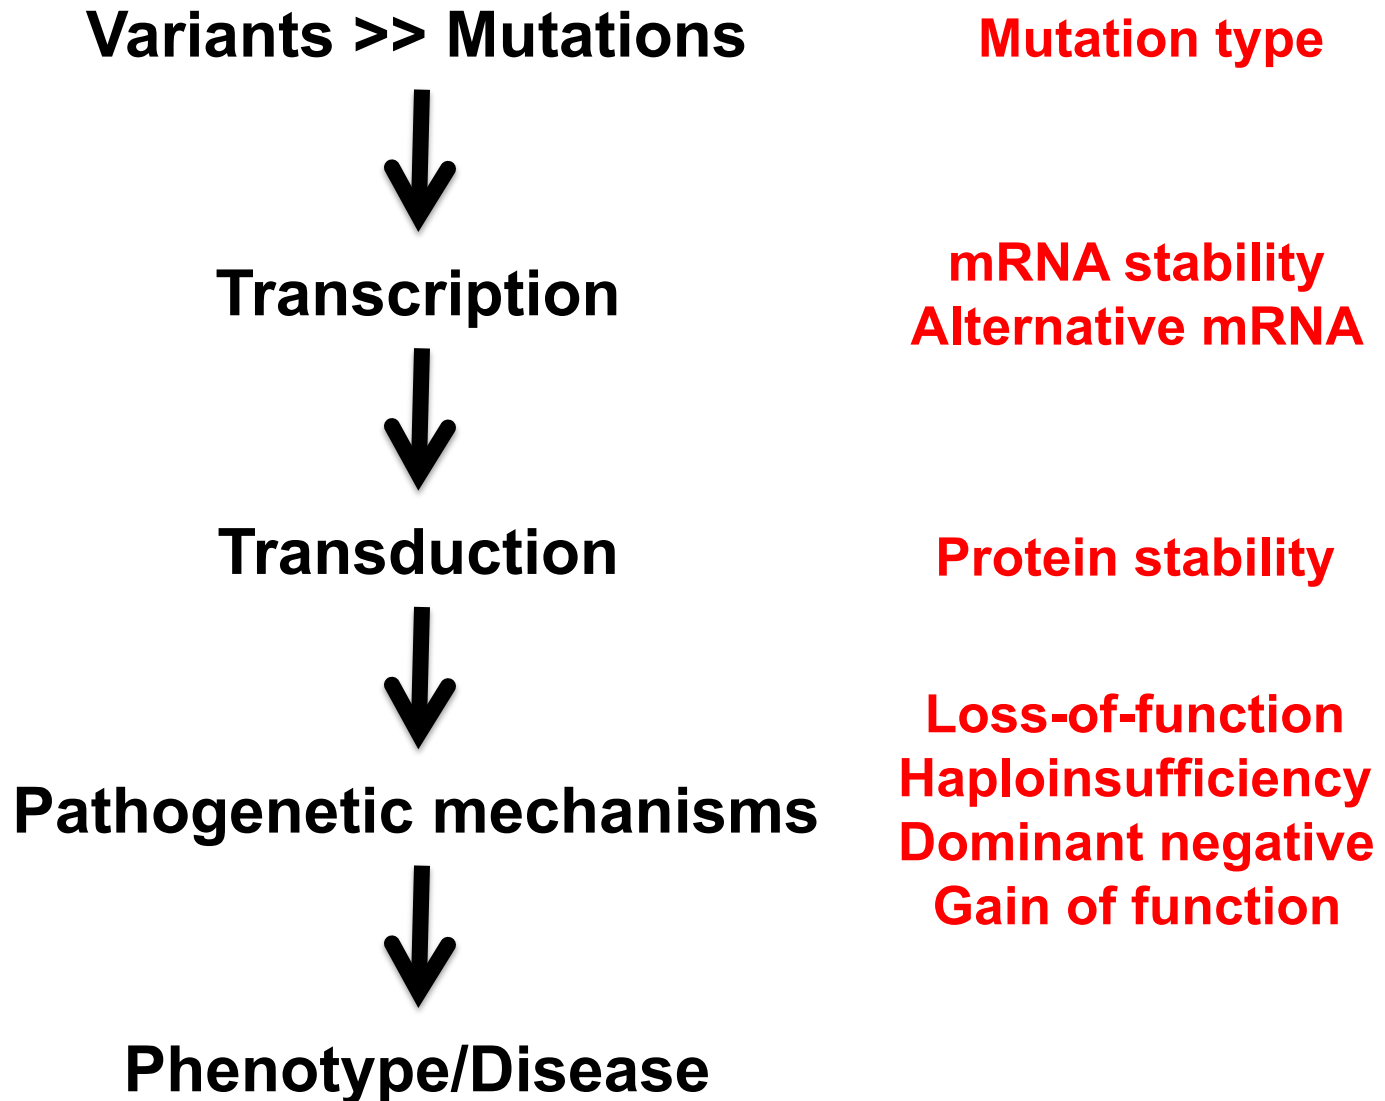 Variants >> Mutations
Mutation type
Transcription
mRNA stability
Alternative mRNA
Transduction
Protein stability
Pathogenetic mechanisms
Loss-of-function
Haploinsufficiency
Dominant negative
Gain of function
Phenotype/Disease